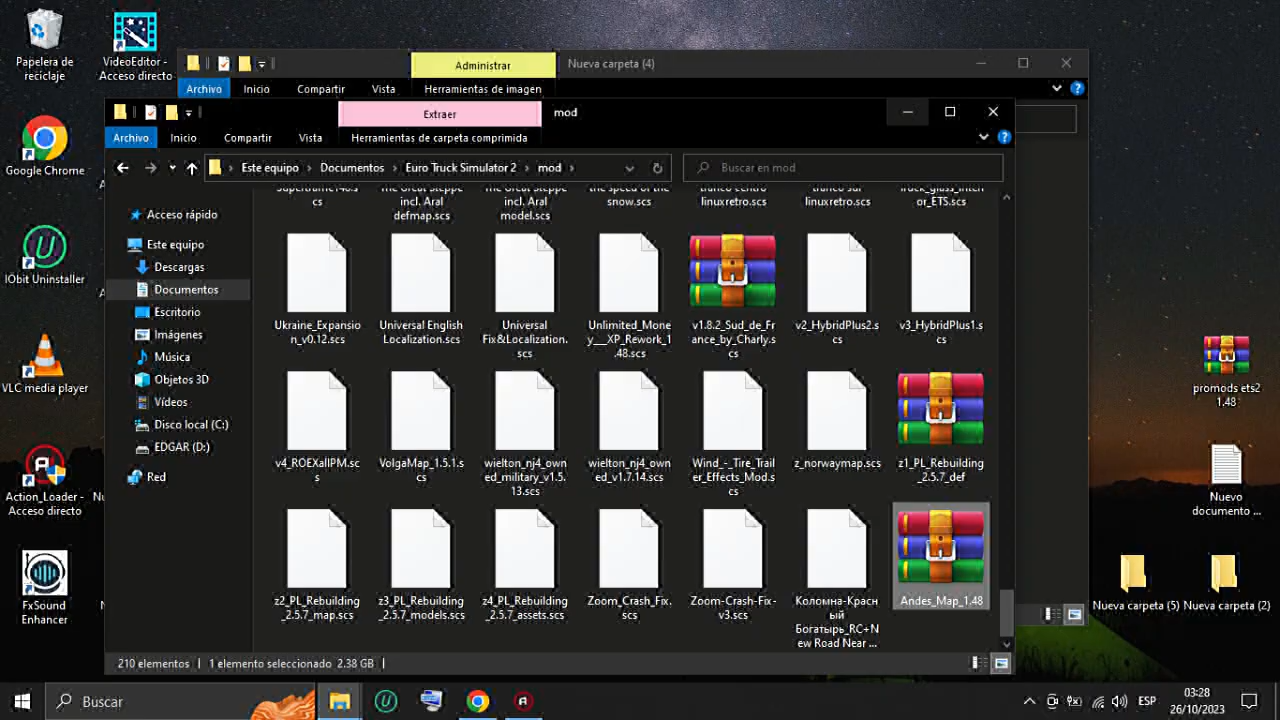 Papelera de
reciclaje
VideoEditor -
Acceso directo
Google Chrome
IObit Uninstaller
VLC media player
Action_Loader -
Acceso directo
FxSound
Enhancer
Administrar
Nueva carpeta (4)
Archivo
Inicio
Compartir
Vista
Herramientas de imagen
Extraer
mod
Archivo
Inicio
Compartir
Vista
Herramientas de carpeta comprimida
Este equipo
Documentos
Euro Truck Simulator 2
mod
Buscar en mod
Acceso rápido
Este equipo
Descargas
Documentos
Escritorio
Imágenes
Música
Objetos 3D
Vídeos
Disco local (C:)
EDGAR (D:)
Red
cs
incl. Aral
defmap.scs
incl. Aral
model.scs
the speed of the
snow.scs
linuxretro.scs
linuxretro.scs
or_ETS.scs
Ukraine_Expansio
n_v0.12.scs
Universal English
Localization.scs
Universal
Fix&Localization.
scs
Unlimited_Mone
y___XP_Rework_1
.48.scs
v1.8.2_Sud_de_Fr
ance_by_Charly.s
cs
v2_HybridPlus2.s
cs
v3_HybridPlus1.s
cs
v4_ROEXallPM.sc
s
VolgaMap_1.5.1.s
cs
wielton_nj4_own
ed_military_v1.5.
13.scs
wielton_nj4_own
ed_v1.7.14.scs
Wind_-_Tire_Trail
er_Effects_Mod.s
cs
z_norwaymap.scs
z1_PL_Rebuilding
_2.5.7_def
z2_PL_Rebuilding
_2.5.7_map.scs
z3_PL_Rebuilding
_2.5.7_models.scs
z4_PL_Rebuilding
_2.5.7_assets.scs
Zoom_Crash_Fix.
scs
Zoom-Crash-Fix-
v3.scs
Коломна-Красн
ый
Богатырь_RC+N
ew Road Near ...
Andes_Map_1.48
210 elementos
1 elemento seleccionado 2.38 GB
promods ets2
1.48
Nuevo
documento ...
Nueva carpeta (5)
Nueva carpeta (2)
Buscar
ESP
03:28
26/10/2023